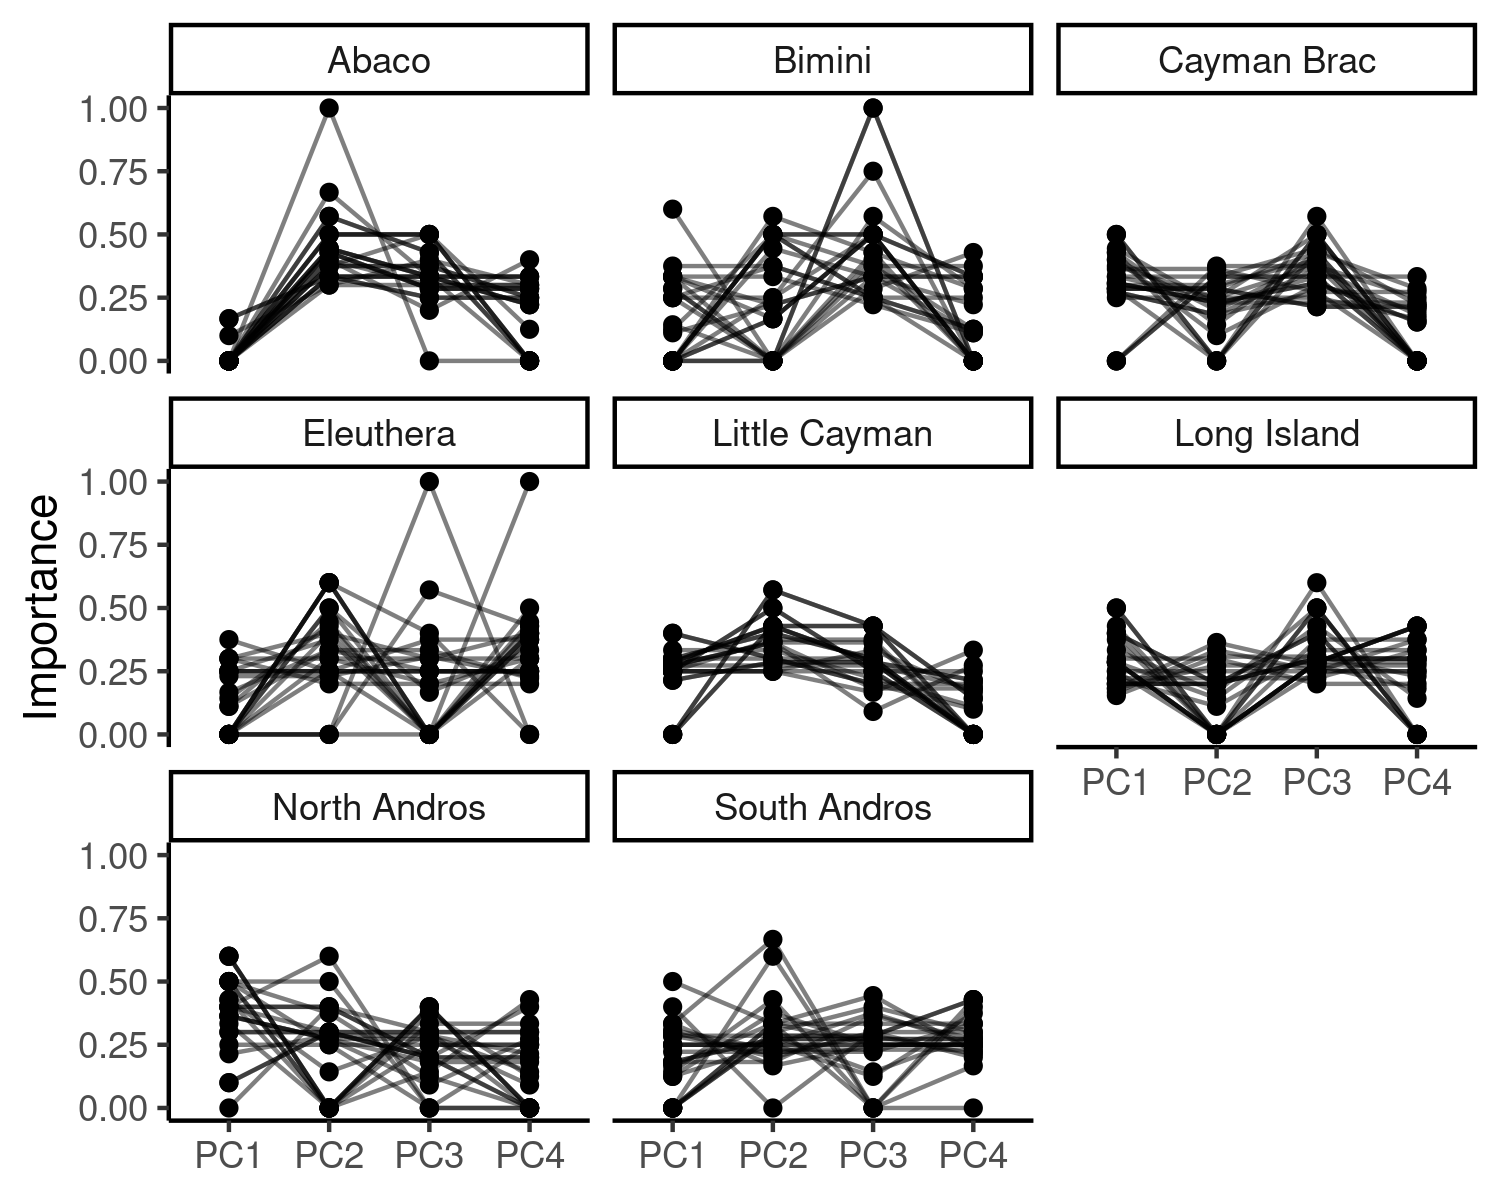 Abaco Bimini Cayman Brac
1.00
0.75
0.50
0.25
0.00
Eleuthera Little Cayman Long Island
1.00
0.75
0.50
0.25
0.00
Importance
PC1 PC2 PC3 PC4
North Andros South Andros
1.00
0.75
0.50
0.25
0.00
PC1 PC2 PC3 PC4 PC1 PC2 PC3 PC4